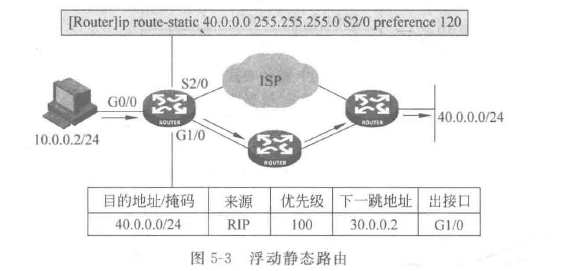 [Router]ip route-static 40.0.0.0 255.255.255.0 S2/0 preference 120
S2/0
ISP
G0/0
ROUTER
ROUTER
40.0.0.0/24
10.0.0.2/24
G1/0
ROUTER
目的地址/掩码 来源 优先级 下一跳地址 出接口
40.0.0.0/24 RIP 100 30.0.0.2 G1/0
图 5-3 浮动静态路由